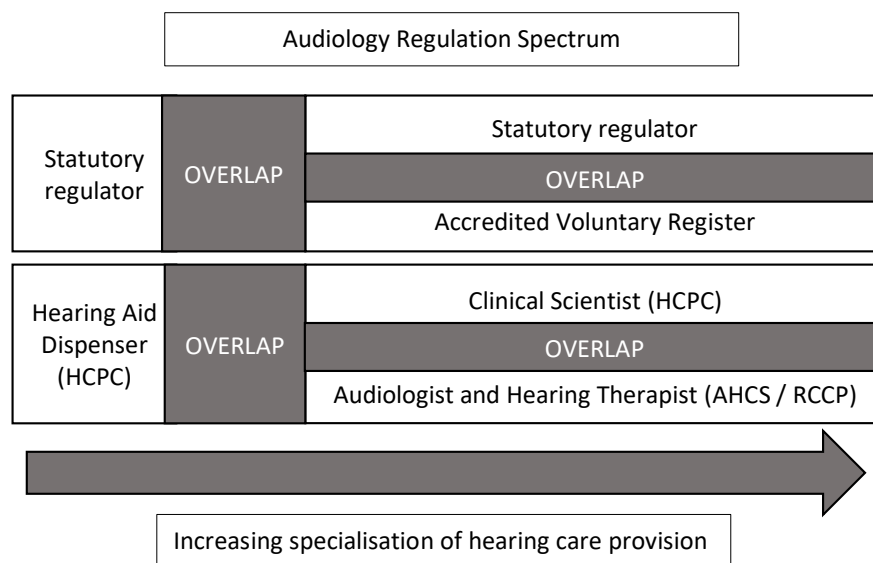 Audiology Regulation Spectrum
Statutory
regulator
OVERLAP
Statutory regulator
OVERLAP
Accredited Voluntary Register
Hearing Aid
Dispenser
(HCPC)
OVERLAP
Clinical Scientist (HCPC)
OVERLAP
Audiologist and Hearing Therapist (AHCS / RCCP)
Increasing specialisation of hearing care provision